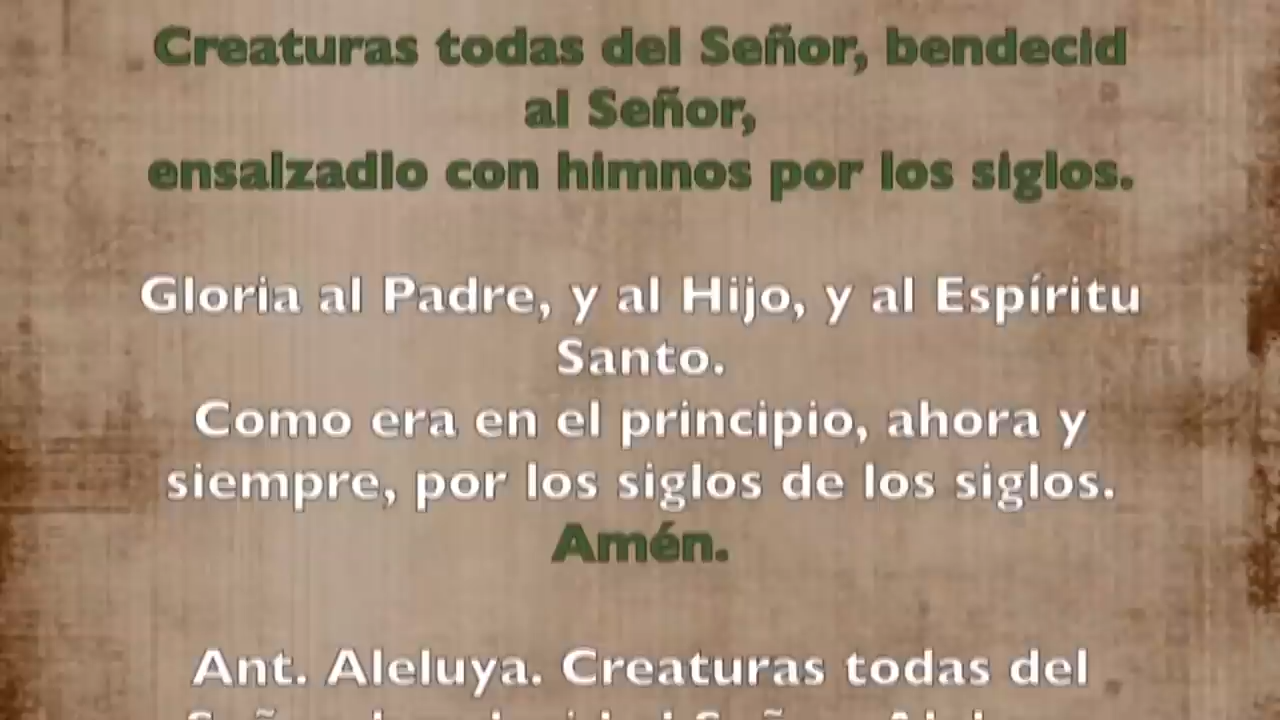 Creaturas todas del Señor, bendecid
al Señor,
ensalzadlo con himnos por los siglos.
Gloria al Padre, y al Hijo, y al Espíritu
Santo.
Como era en el principio, ahora y
siempre, por los siglos de los siglos.
Amén.
Ant. Aleluya. Creaturas todas del